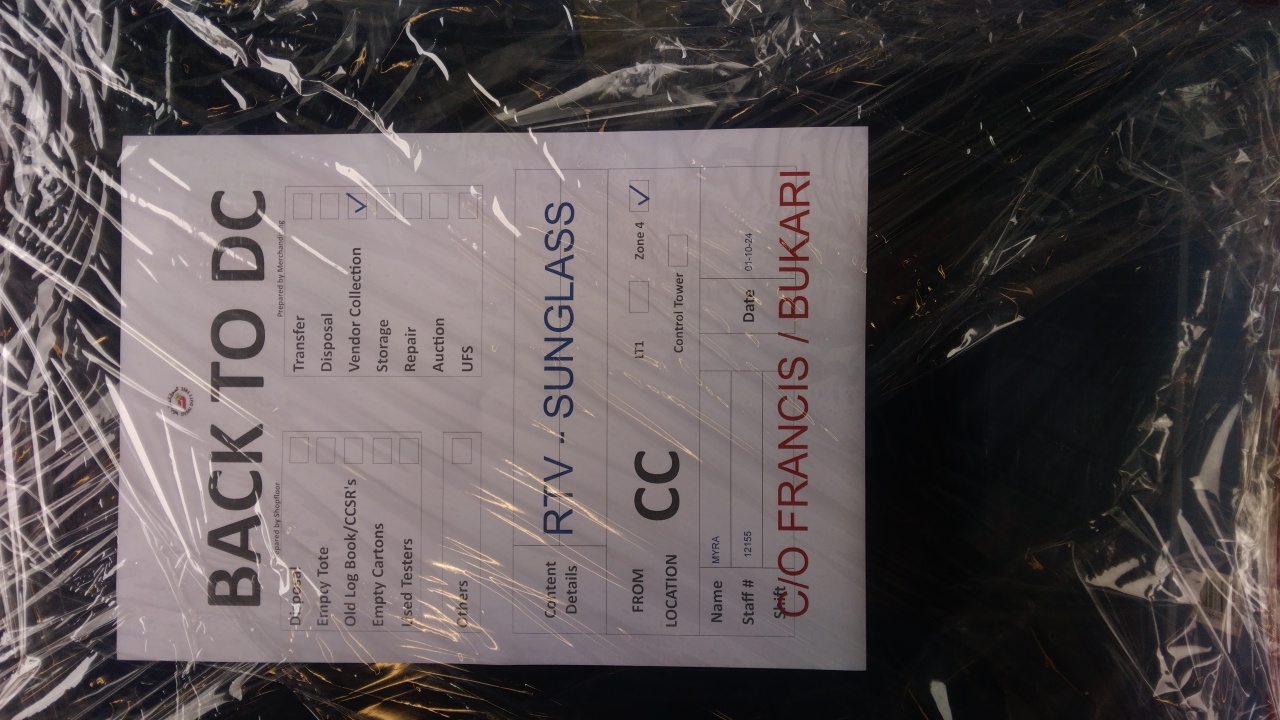 BACK TO DC
Prepared by Shopfloor
Prepared by Merchandising
Disposal
Empty Tote
Old Log Book/CCSR's
Empty Cartons
Used Testers
Others
Transfer
Disposal
Vendor Collection
Storage
Repair
Auction
UFS
Content Details
RTV - SUNGLASS
FROM LOCATION
CC
LT1
Zone 4
Control Tower
Name MYRA
Staff # 12155
Date 01-10-24
Shift
C/O FRANCIS / BUKARI